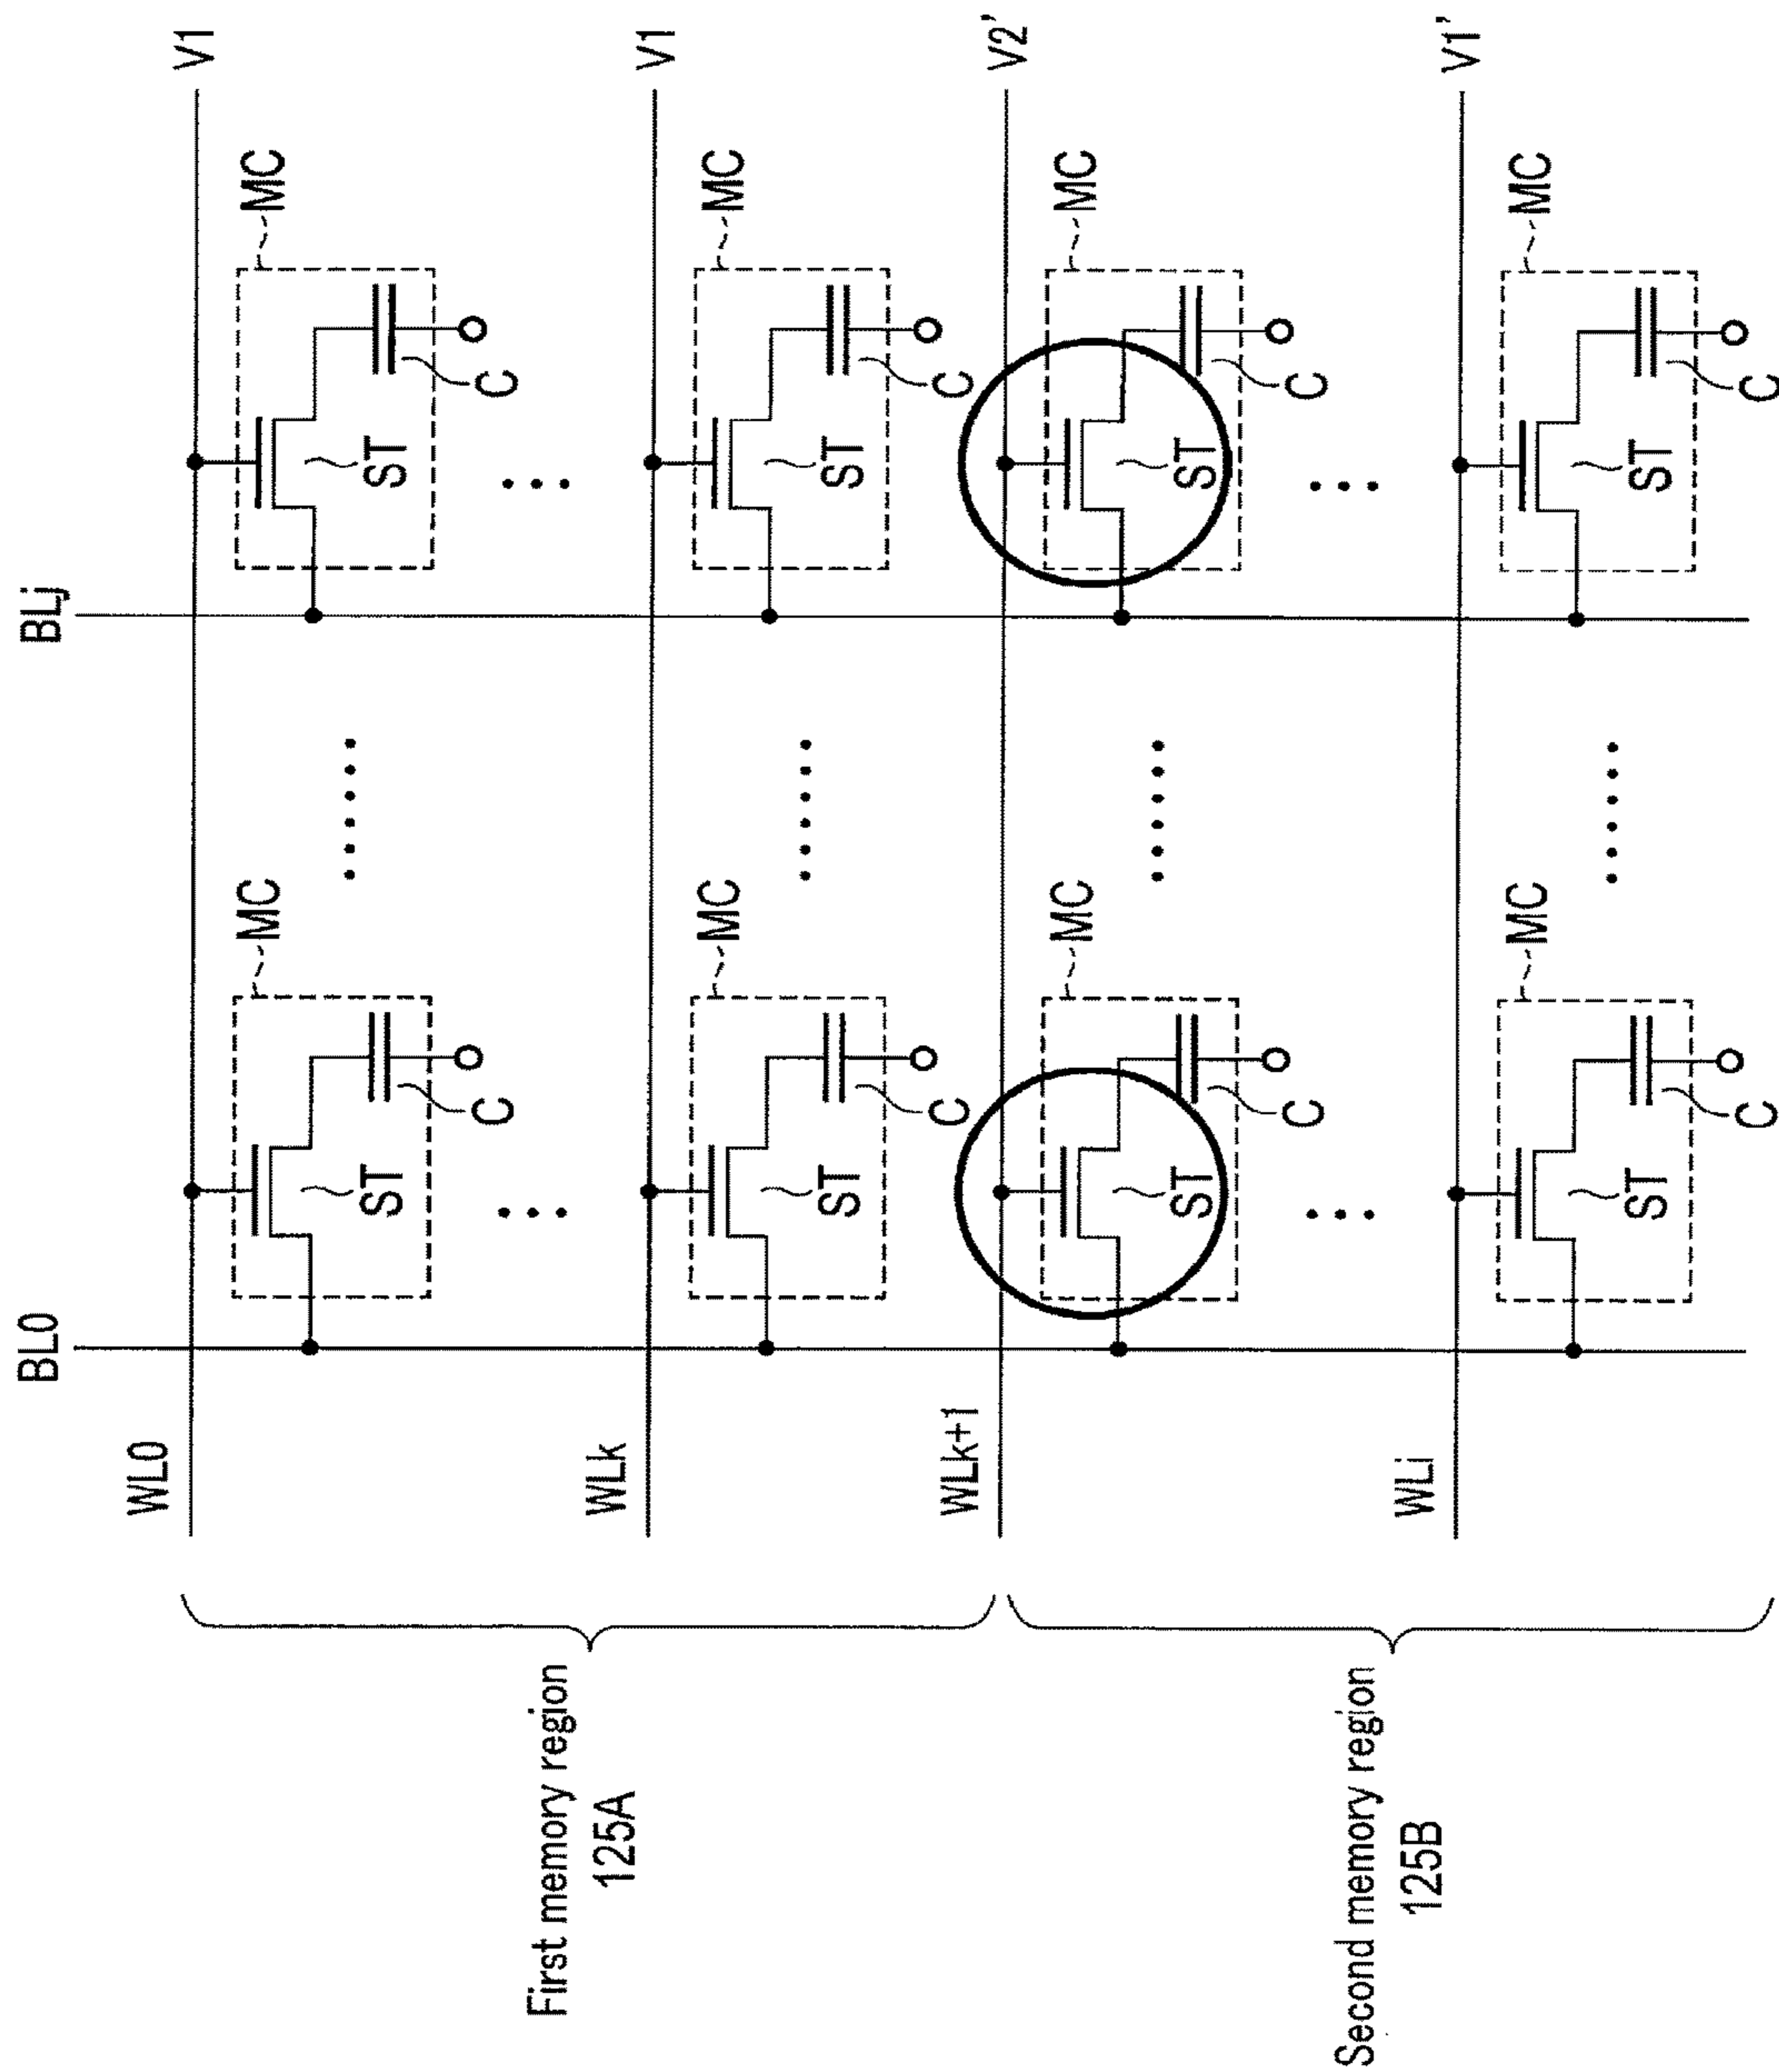 BL0
BLj
WL0
V1
MC
MC
ST
C
ST
C
WLk
V1
MC
MC
ST
C
ST
C
First memory region
125A
WLk+1
V2'
MC
MC
ST
C
ST
C
WLi
V1'
MC
MC
ST
C
ST
C
Second memory region
125B